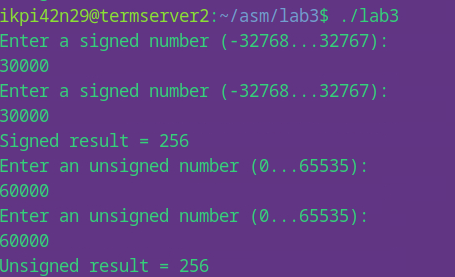 ikpi42n29@termserver2:~/asm/lab3$ ./lab3
Enter a signed number (-32768...32767):
30000
Enter a signed number (-32768...32767):
30000
Signed result = 256
Enter an unsigned number (0...65535):
60000
Enter an unsigned number (0...65535):
60000
Unsigned result = 256